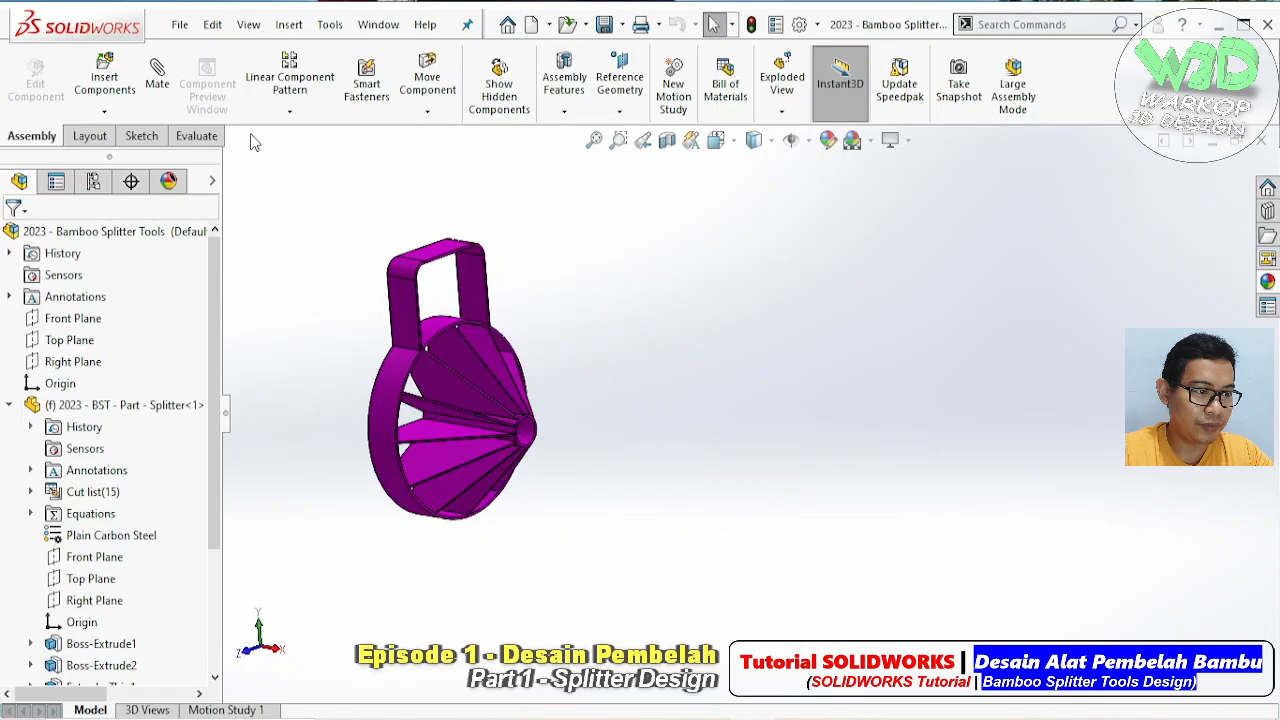 SOLIDWORKS
File Edit View Insert Tools Window Help
2023 - Bamboo Splitter...
Search Commands
Edit Component
Insert Components
Mate
Component Preview Window
Linear Component Pattern
Smart Fasteners
Move Component
Show Hidden Components
Assembly Features
Reference Geometry
New Motion Study
Bill of Materials
Exploded View
Instant3D
Update Speedpak
Take Snapshot
Large Assembly Mode
W3D
WARKOP
3D DESIGN
Assembly Layout Sketch Evaluate
2023 - Bamboo Splitter Tools (Defaul
History
Sensors
Annotations
Front Plane
Top Plane
Right Plane
Origin
(f) 2023 - BST - Part - Splitter<1>
History
Sensors
Annotations
Cut list(15)
Equations
Plain Carbon Steel
Front Plane
Top Plane
Right Plane
Origin
Boss-Extrude1
Boss-Extrude2
Y
X
Z
Episode 1 - Desain Pembelah
Part 1 - Splitter Design
Tutorial SOLIDWORKS | Desain Alat Pembelah Bambu
(SOLIDWORKS Tutorial | Bamboo Splitter Tools Design)
Model 3D Views Motion Study 1